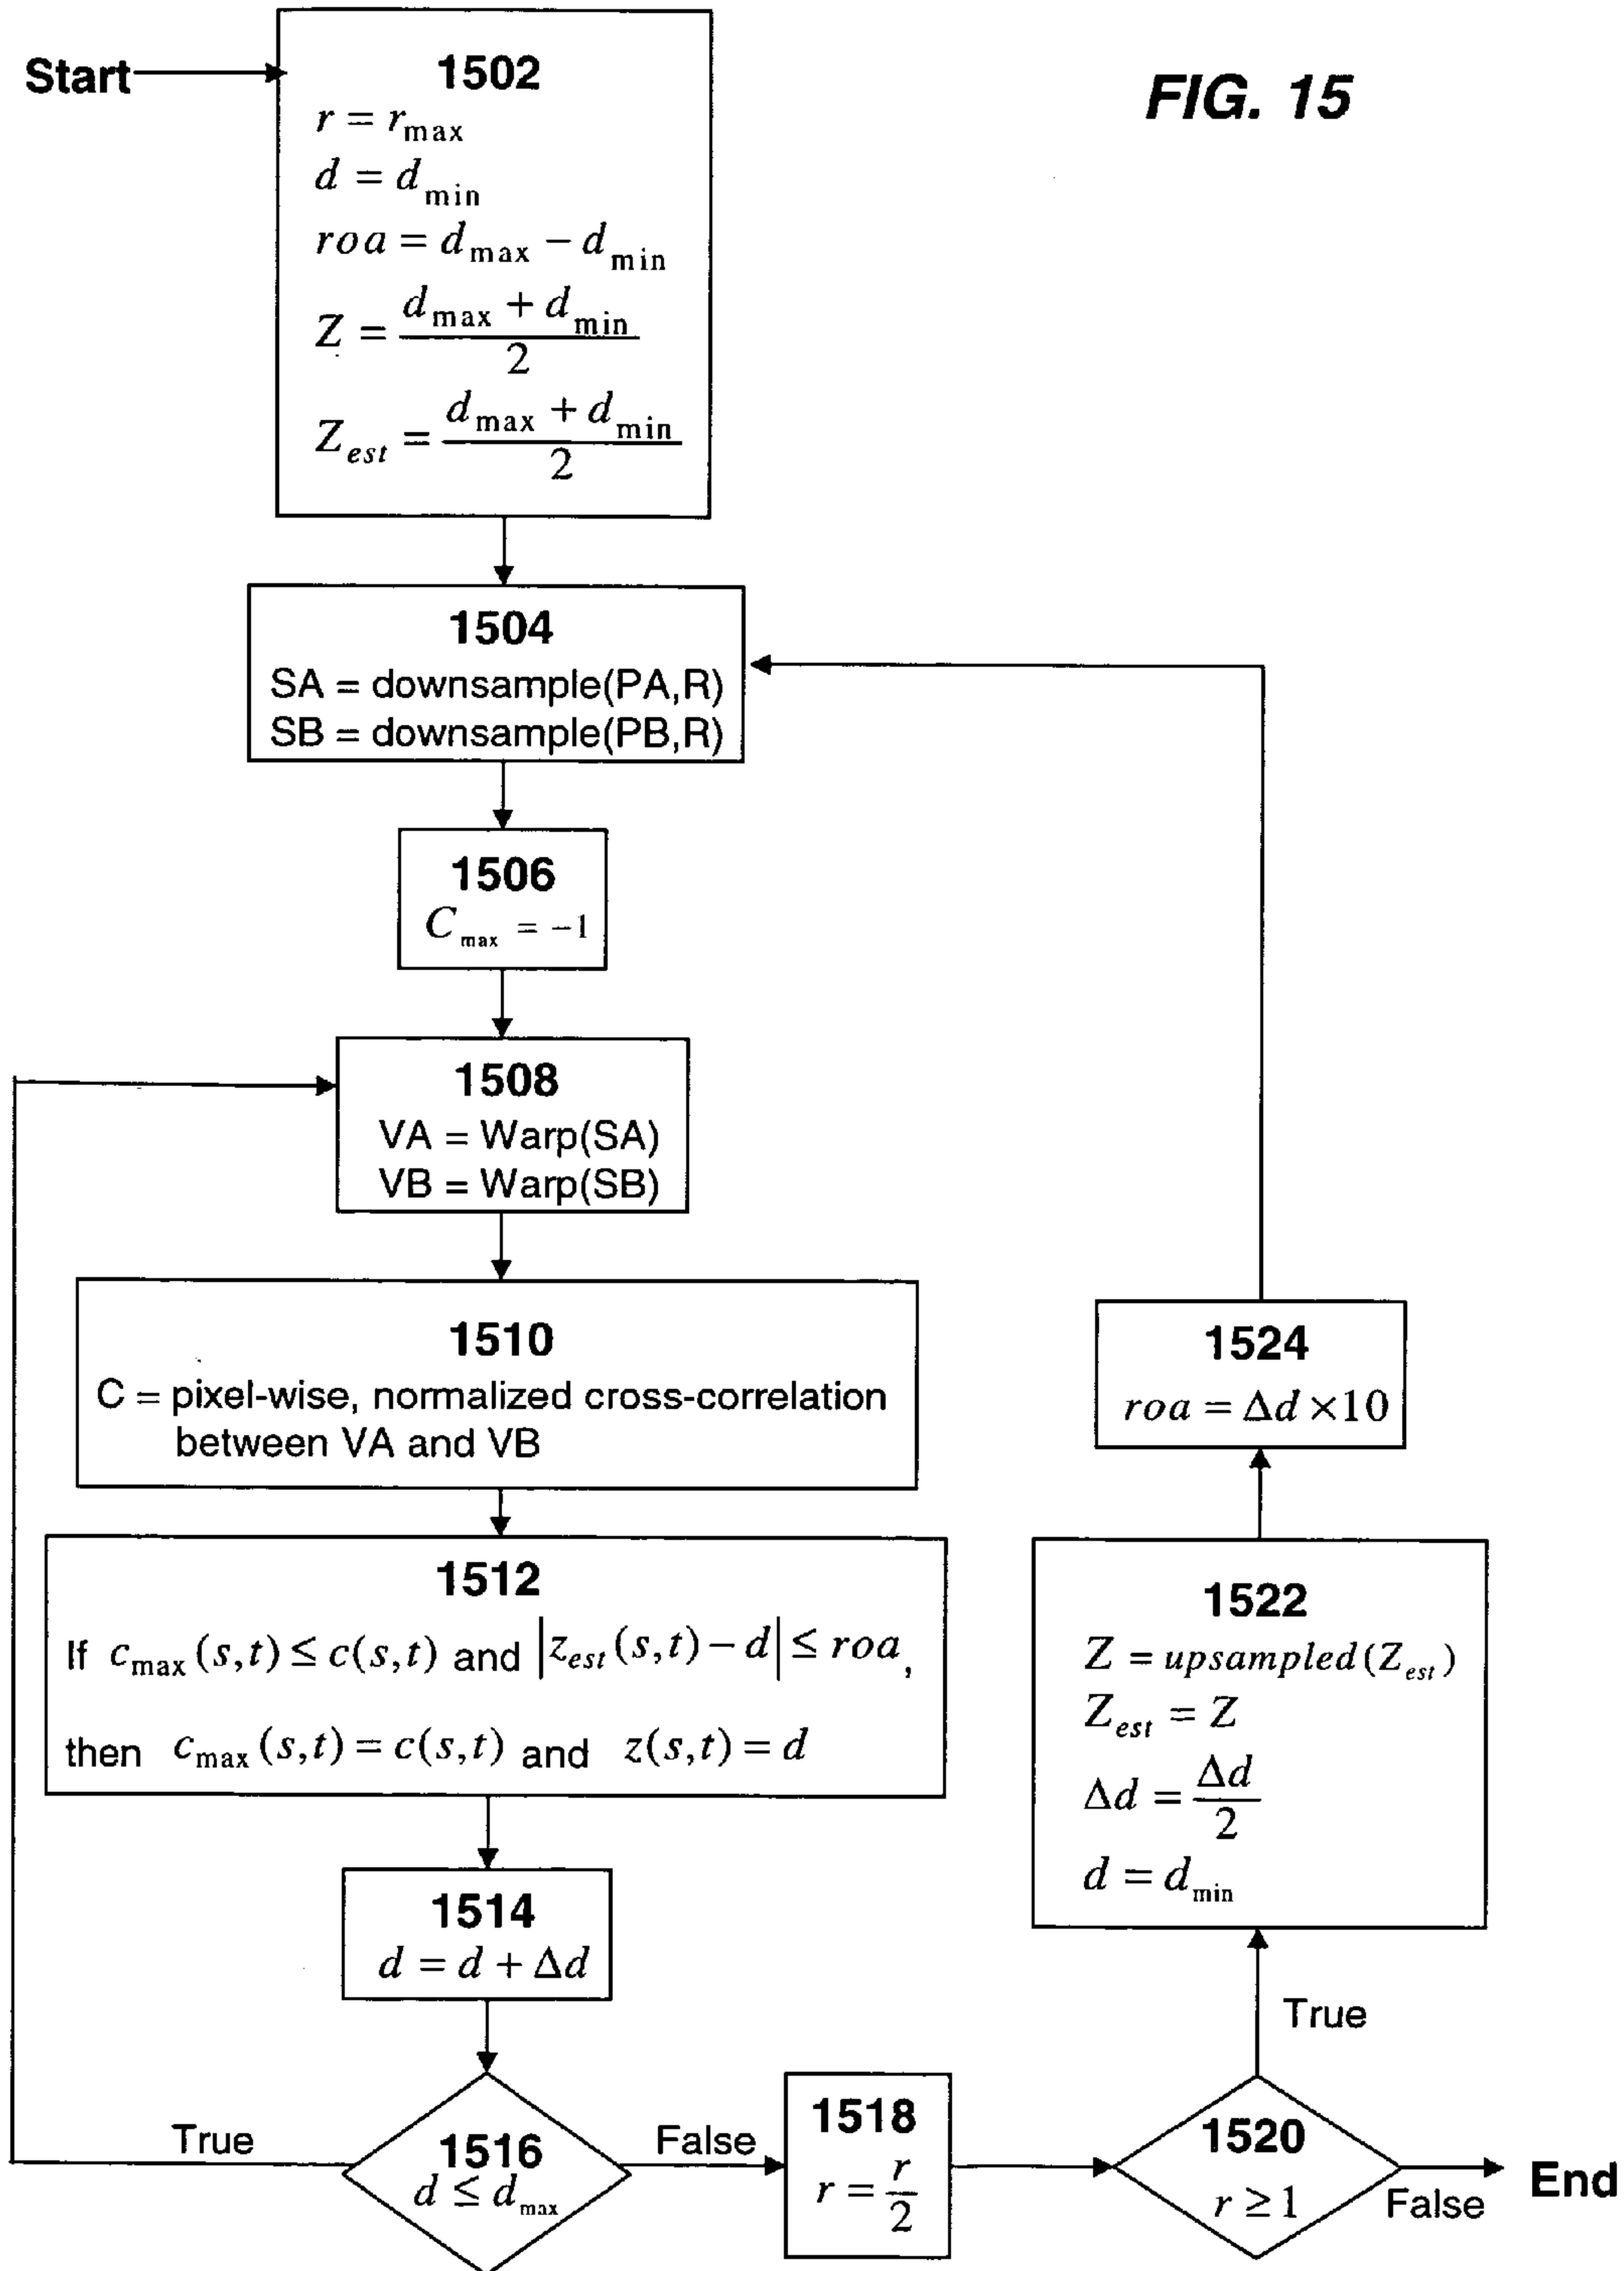 FIG. 15
Start
1502
r = r_max
d = d_min
roa = d_max − d_min
Z = (d_max + d_min) / 2
Z_est = (d_max + d_min) / 2
1504
SA = downsample(PA,R)
SB = downsample(PB,R)
1506
C_max = −1
1508
VA = Warp(SA)
VB = Warp(SB)
1510
C = pixel-wise, normalized cross-correlation
between VA and VB
1512
If c_max(s,t) ≤ c(s,t) and |z_est(s,t) − d| ≤ roa,
then c_max(s,t) = c(s,t) and z(s,t) = d
1514
d = d + Δd
1516
d ≤ d_max
True
False
1518
r = r / 2
1520
r ≥ 1
True
False
End
1522
Z = upsampled(Z_est)
Z_est = Z
Δd = Δd / 2
d = d_min
1524
roa = Δd ×10